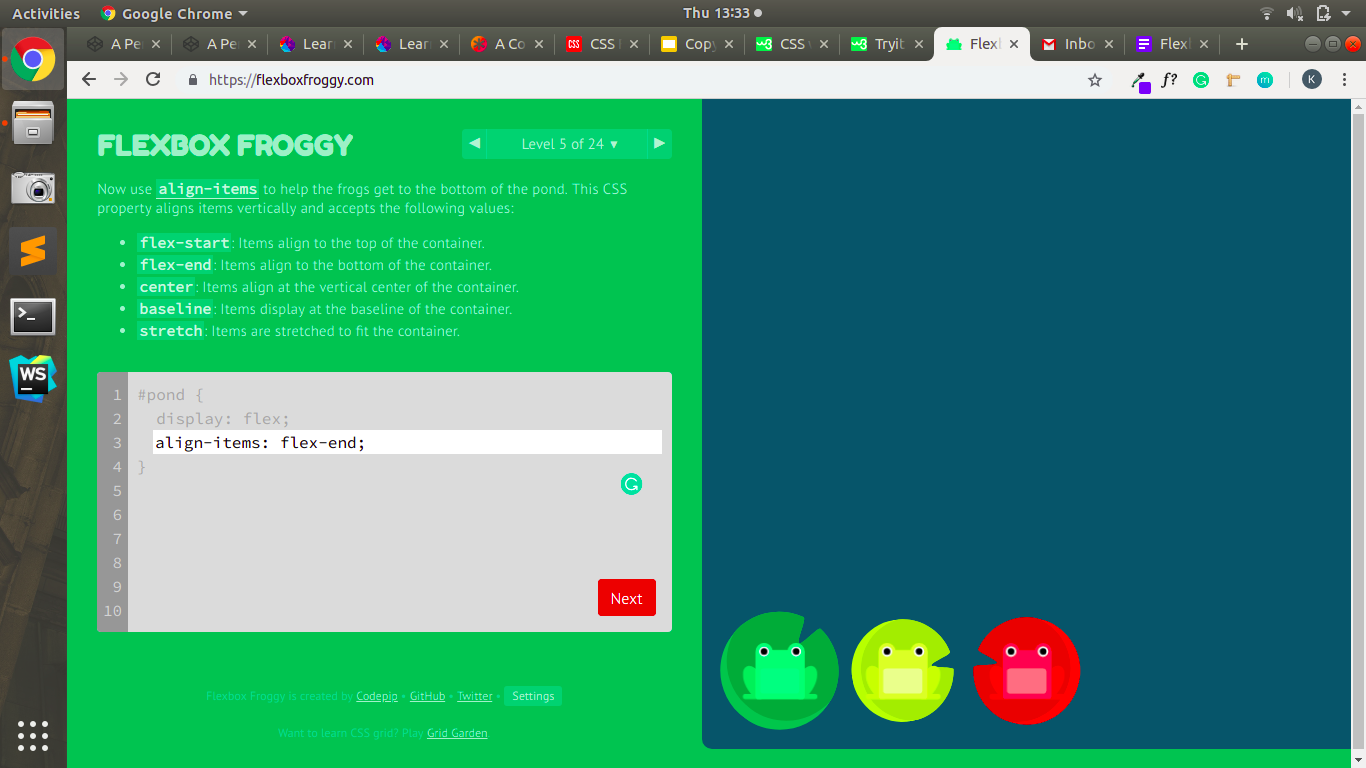 Activities Google Chrome ▾ Thu 13:33
A Pe A Pe Lear Lear A Co CSS CSS Copy CSS Tryit Flexl Inbo Flexl
https://flexboxfroggy.com f? K
FLEXBOX FROGGY
◀ Level 5 of 24 ▾ ▶
Now use align-items to help the frogs get to the bottom of the pond. This CSS
property aligns items vertically and accepts the following values:
• flex-start: Items align to the top of the container.
• flex-end: Items align to the bottom of the container.
• center: Items align at the vertical center of the container.
• baseline: Items display at the baseline of the container.
• stretch: Items are stretched to fit the container.
1 #pond {
2 display: flex;
3 align-items: flex-end;
4 }
5
6
7
8
9
10
Next
WS
Flexbox Froggy is created by Codepip • GitHub • Twitter • Settings
Want to learn CSS grid? Play Grid Garden